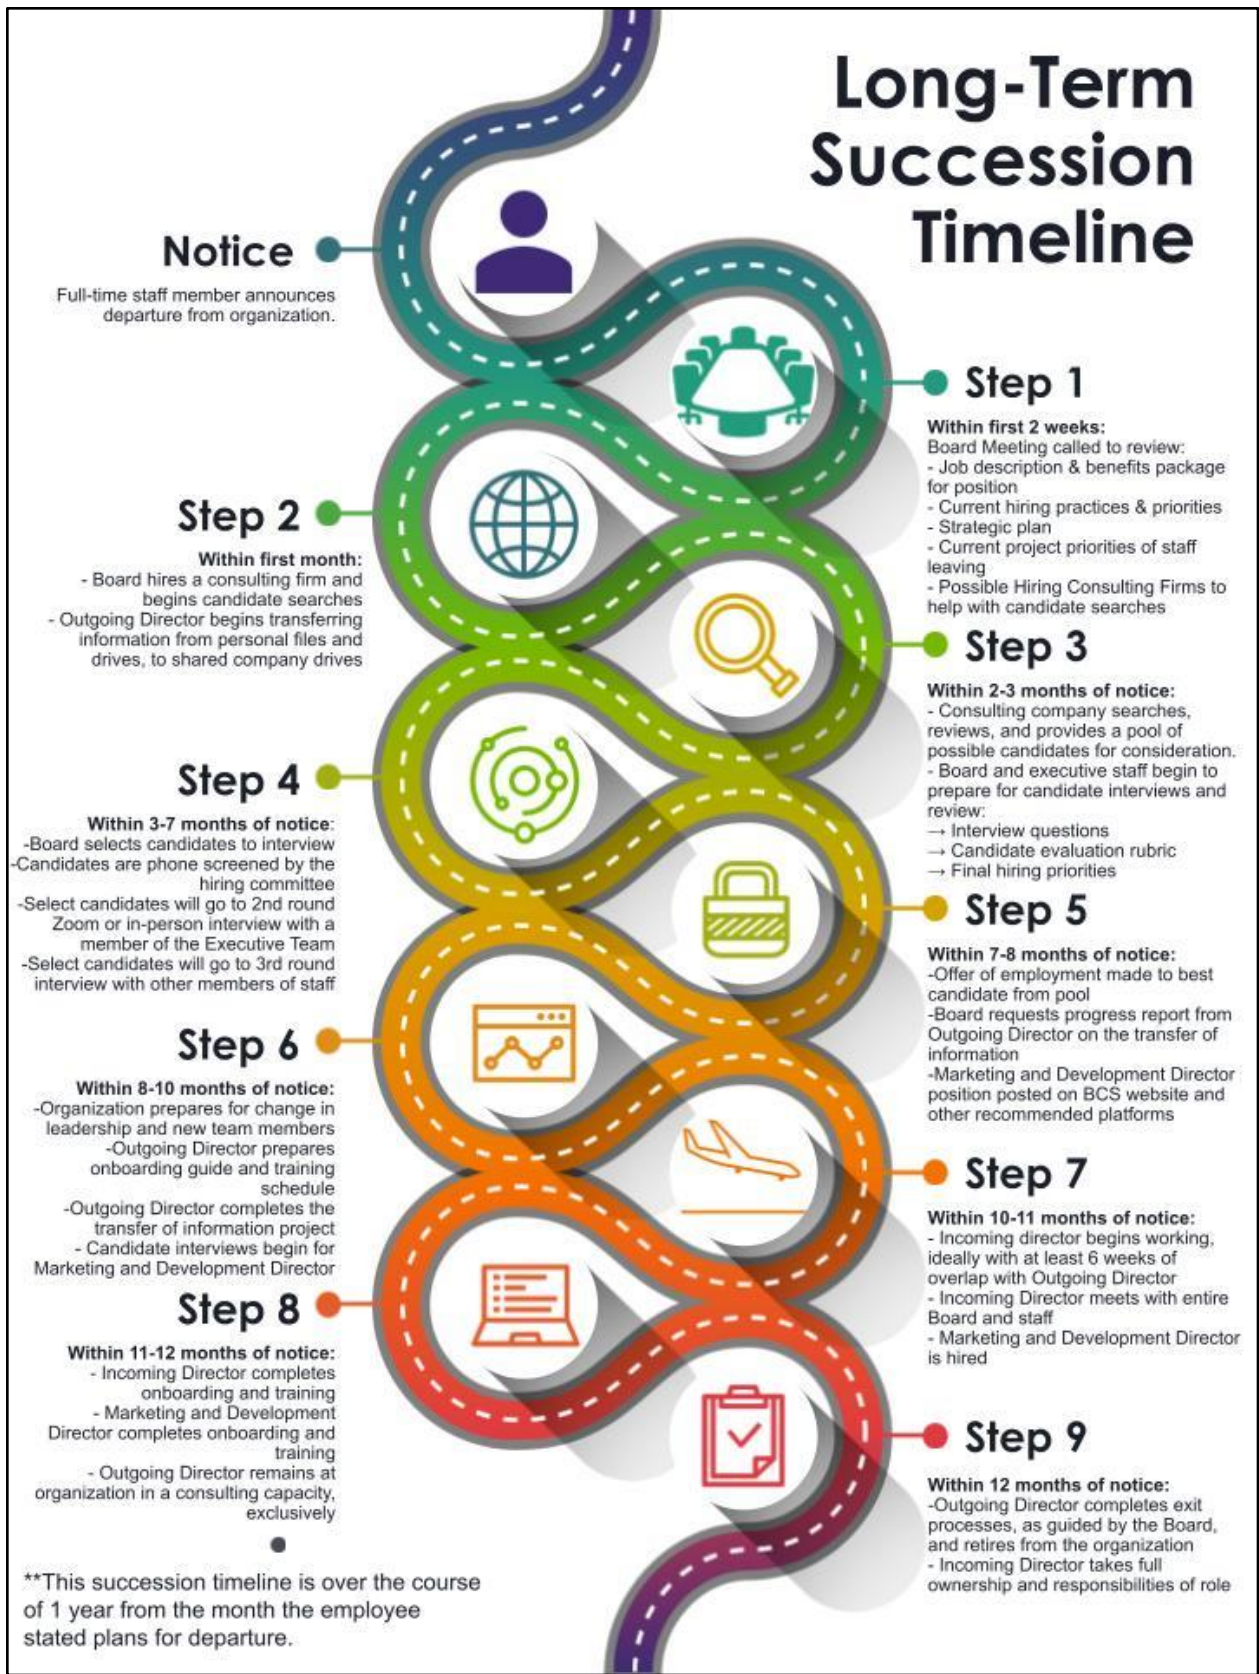 Long-Term
Succession
Timeline
Notice
Full-time staff member announces
departure from organization.
Step 1
Within first 2 weeks:
Board Meeting called to review:
- Job description & benefits package
for position
- Current hiring practices & priorities
- Strategic plan
- Current project priorities of staff
leaving
- Possible Hiring Consulting Firms to
help with candidate searches
Step 2
Within first month:
- Board hires a consulting firm and
begins candidate searches
- Outgoing Director begins transferring
information from personal files and
drives, to shared company drives
Step 3
Within 2-3 months of notice:
- Consulting company searches,
reviews, and provides a pool of
possible candidates for consideration.
- Board and executive staff begin to
prepare for candidate interviews and
review:
→ Interview questions
→ Candidate evaluation rubric
→ Final hiring priorities
Step 4
Within 3-7 months of notice:
-Board selects candidates to interview
-Candidates are phone screened by the
hiring committee
-Select candidates will go to 2nd round
Zoom or in-person interview with a
member of the Executive Team
-Select candidates will go to 3rd round
interview with other members of staff
Step 5
Within 7-8 months of notice:
-Offer of employment made to best
candidate from pool
-Board requests progress report from
Outgoing Director on the transfer of
information
-Marketing and Development Director
position posted on BCS website and
other recommended platforms
Step 6
Within 8-10 months of notice:
-Organization prepares for change in
leadership and new team members
-Outgoing Director prepares
onboarding guide and training
schedule
-Outgoing Director completes the
transfer of information project
- Candidate interviews begin for
Marketing and Development Director
Step 7
Within 10-11 months of notice:
- Incoming director begins working,
ideally with at least 6 weeks of
overlap with Outgoing Director
- Incoming Director meets with entire
Board and staff
- Marketing and Development Director
is hired
Step 8
Within 11-12 months of notice:
- Incoming Director completes
onboarding and training
- Marketing and Development
Director completes onboarding and
training
- Outgoing Director remains at
organization in a consulting capacity,
exclusively
Step 9
Within 12 months of notice:
-Outgoing Director completes exit
processes, as guided by the Board,
and retires from the organization
- Incoming Director takes full
ownership and responsibilities of role
**This succession timeline is over the course
of 1 year from the month the employee
stated plans for departure.